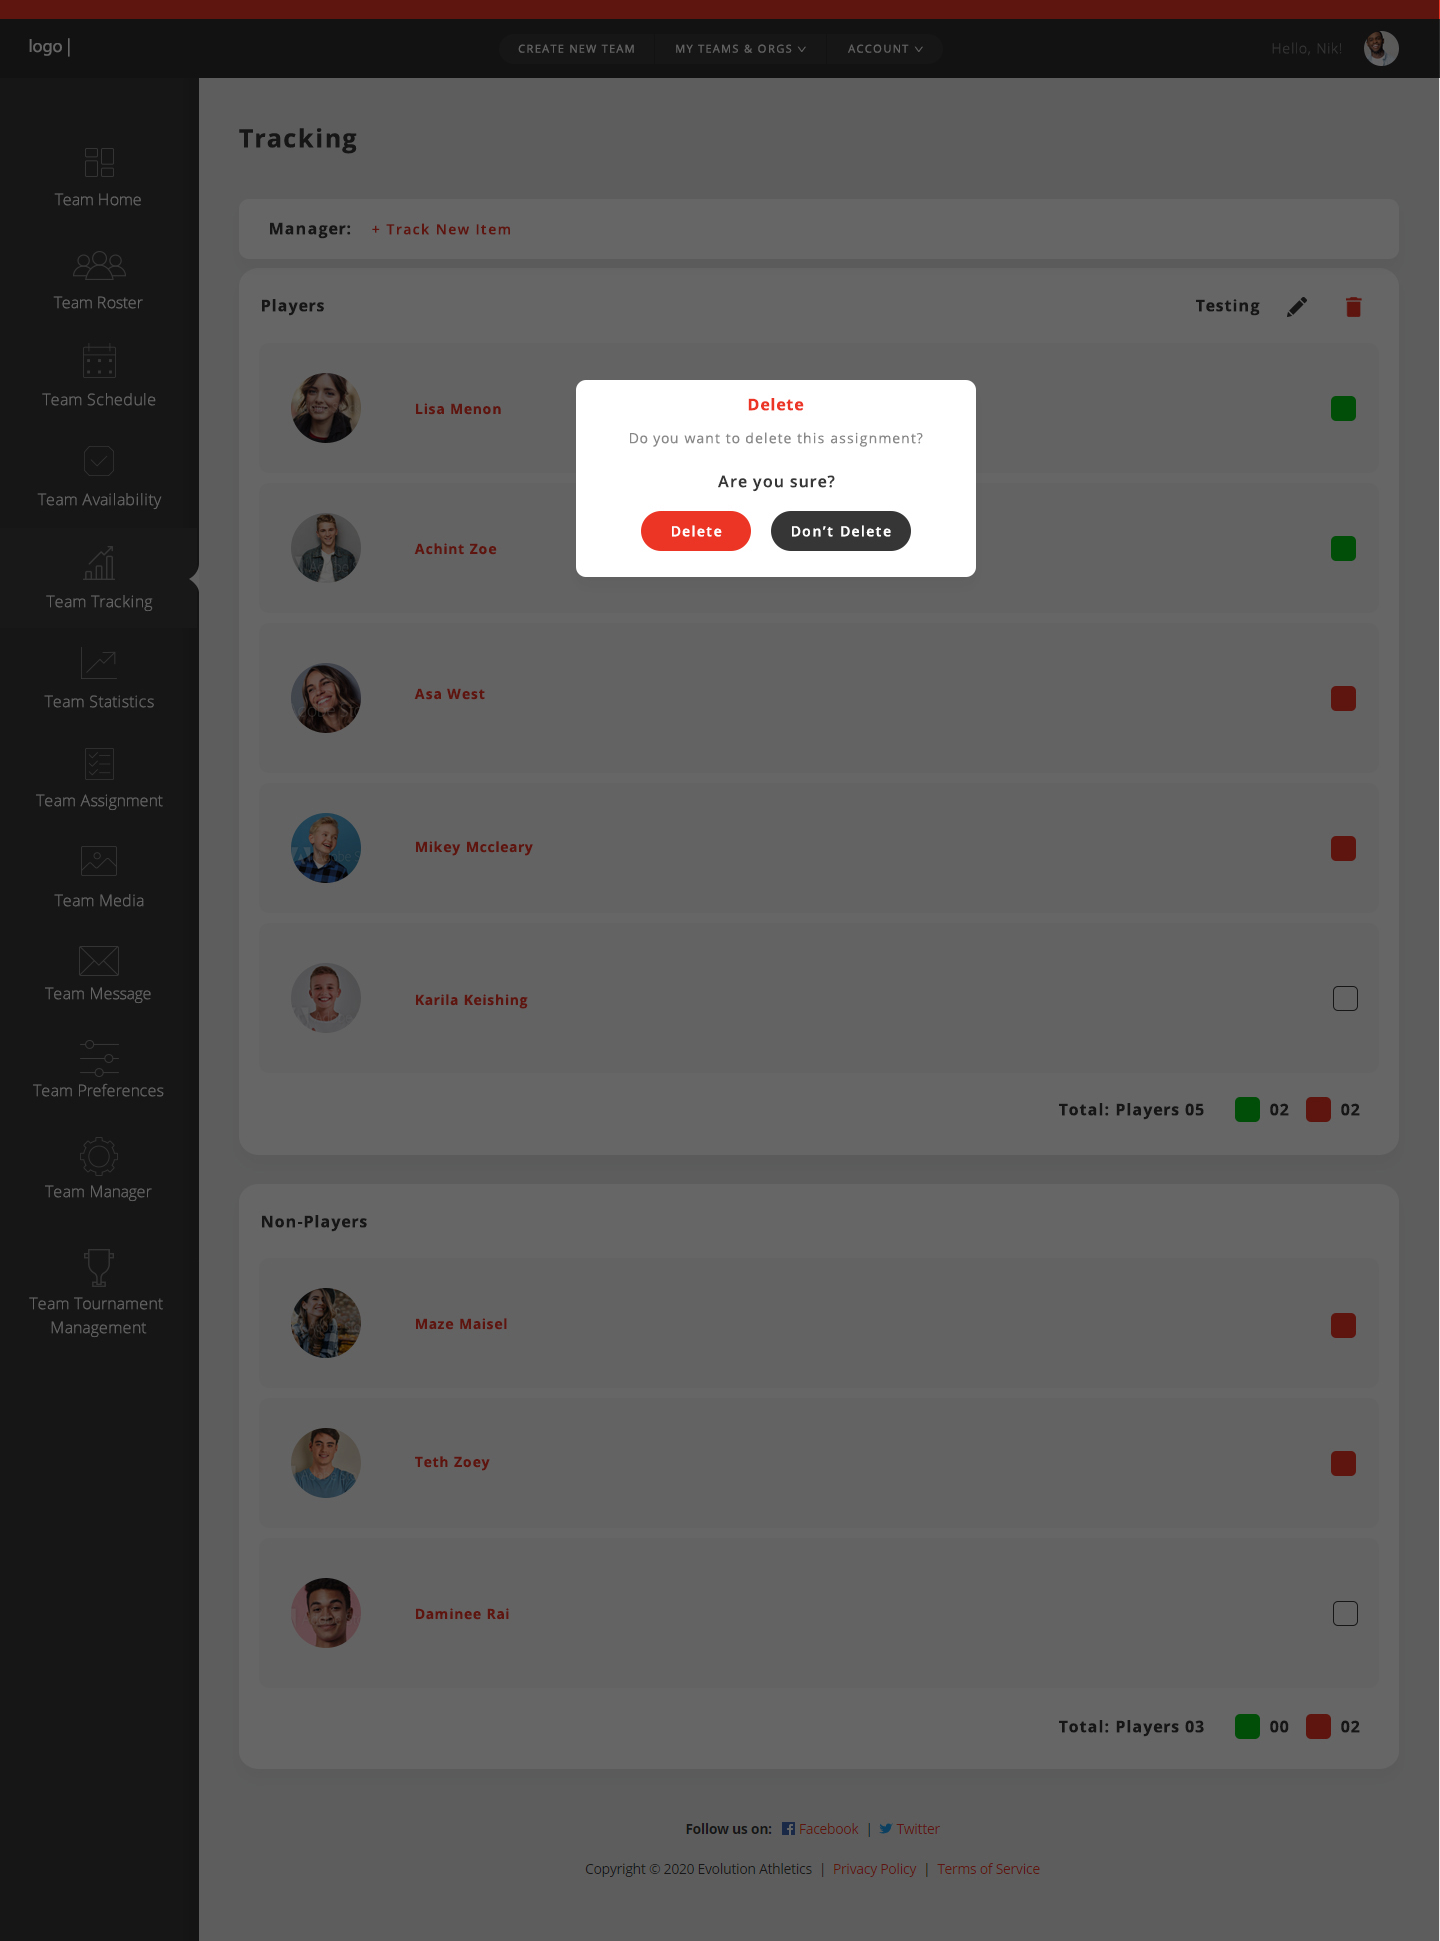 logo |
CREATE NEW TEAM
MY TEAMS & ORGS
ACCOUNT
Hello, Nik!
Team Home
Team Roster
Team Schedule
Team Availability
Team Tracking
Team Statistics
Team Assignment
Team Media
Team Message
Team Preferences
Team Manager
Team Tournament
Management
Tracking
Manager: + Track New Item
Players
Testing
Lisa Menon
Achint Zoe
Asa West
Mikey Mccleary
Karila Keishing
Total: Players 05 02 02
Delete
Do you want to delete this assignment?
Are you sure?
Delete
Don't Delete
Non-Players
Maze Maisel
Teth Zoey
Daminee Rai
Total: Players 03 00 02
Follow us on: Facebook | Twitter
Copyright © 2020 Evolution Athletics | Privacy Policy | Terms of Service